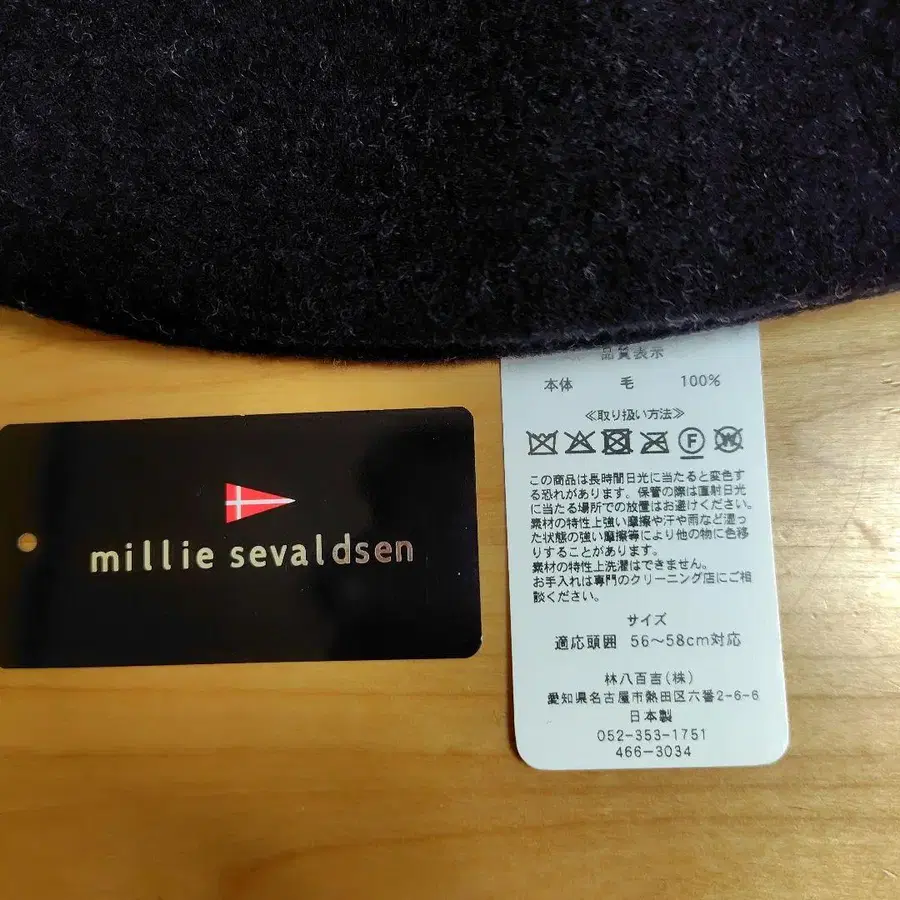 millie sevaldsen
品質表示
本体 毛 100%
≪取り扱い方法≫
F W
この商品は長時間日光に当たると変色す
る恐れがあります。保管の際は直射日光
に当たる場所での放置はお避けください。
素材の特性上強い摩擦や汗や雨など湿っ
た状態の強い摩擦等により他の物に色移
りすることがあります。
素材の特性上洗濯はできません。
お手入れは専門のクリーニング店にご相
談ください。
サイズ
適応頭囲 56〜58cm対応
林八百吉(株)
愛知県名古屋市熱田区六番2-6-6
日本製
052-353-1751
466-3034